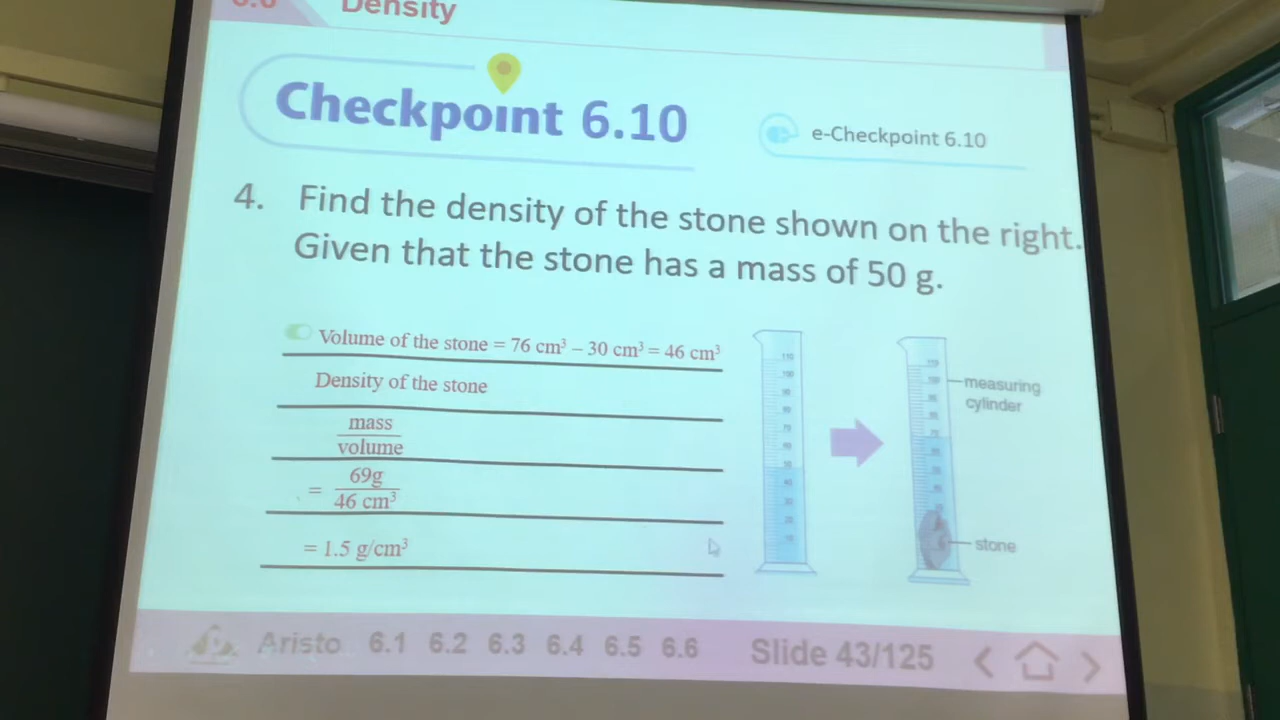 Density
Checkpoint 6.10
e-Checkpoint 6.10
4. Find the density of the stone shown on the right.
Given that the stone has a mass of 50 g.
Volume of the stone = 76 cm³ – 30 cm³ = 46 cm³
Density of the stone
mass
volume
= 69g
46 cm³
= 1.5 g/cm³
measuring
cylinder
stone
Aristo 6.1 6.2 6.3 6.4 6.5 6.6 Slide 43/125